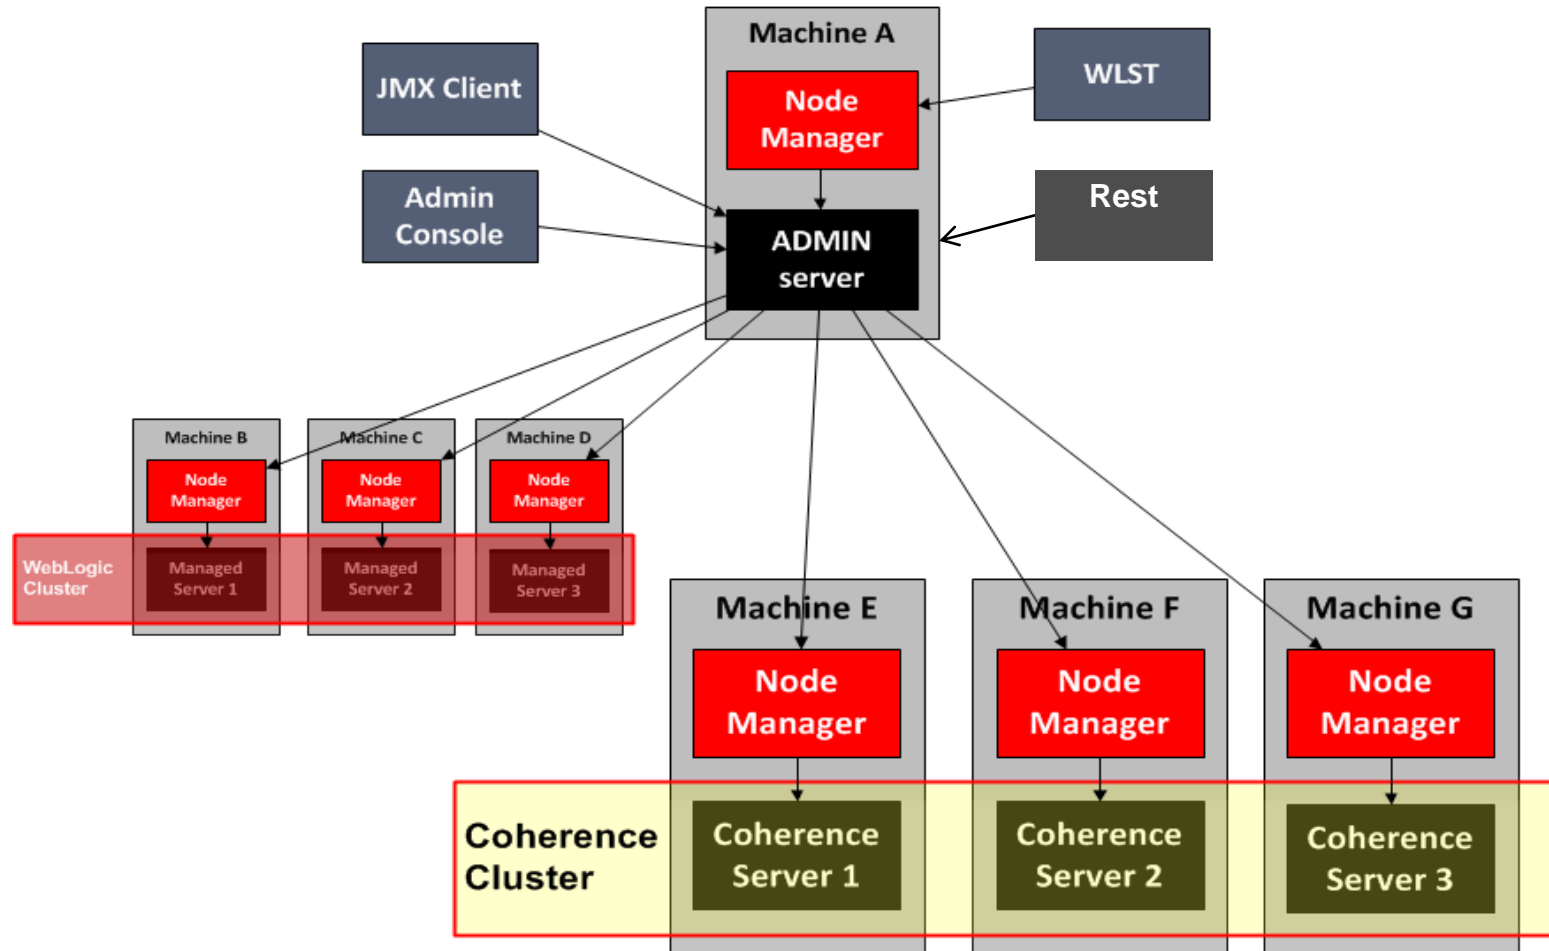 Machine A
JMX Client
Node
Manager
WLST
Admin
Console
Rest
ADMIN
server
Machine B
Machine C
Machine D
Node
Manager
Node
Manager
Node
Manager
WebLogic
Cluster
Managed
Server 1
Managed
Server 2
Managed
Server 3
Machine E
Machine F
Machine G
Node
Manager
Node
Manager
Node
Manager
Coherence
Cluster
Coherence
Server 1
Coherence
Server 2
Coherence
Server 3